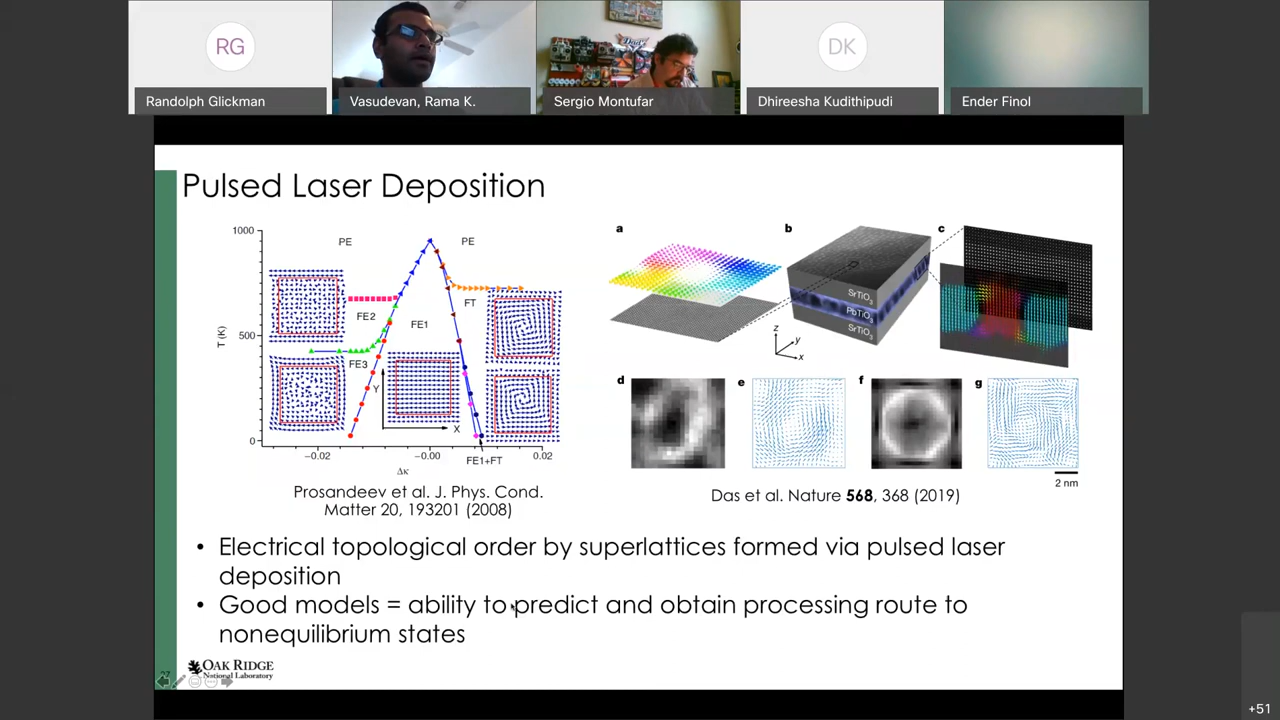 RG
DK
Randolph Glickman
Vasudevan, Rama K.
Sergio Montufar
Dhireesha Kudithipudi
Ender Finol
Pulsed Laser Deposition
1000
500
0
T (K)
PE
PE
FE2
FE1
FT
FE3
Y
X
−0.02
−0.00
0.02
FE1+FT
Δκ
a
b
c
SrTiO3
PbTiO3
SrTiO3
z
y
x
d
e
f
g
2 nm
Prosandeev et al. J. Phys. Cond.
Matter 20, 193201 (2008)
Das et al. Nature 568, 368 (2019)
• Electrical topological order by superlattices formed via pulsed laser
deposition
• Good models = ability to predict and obtain processing route to
nonequilibrium states
OAK RIDGE
National Laboratory
+51